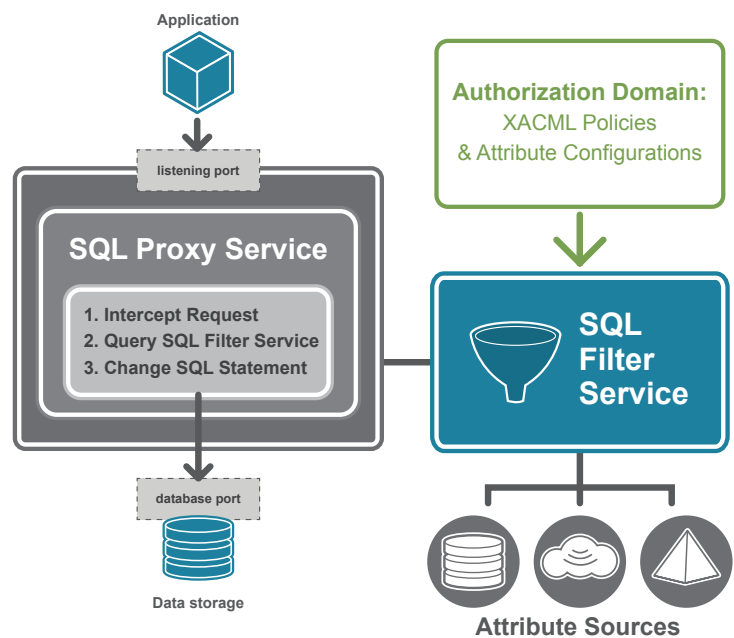 Application
listening port
SQL Proxy Service
1. Intercept Request
2. Query SQL Filter Service
3. Change SQL Statement
database port
Data storage
Authorization Domain:
XACML Policies
& Attribute Configurations
SQL
Filter
Service
Attribute Sources